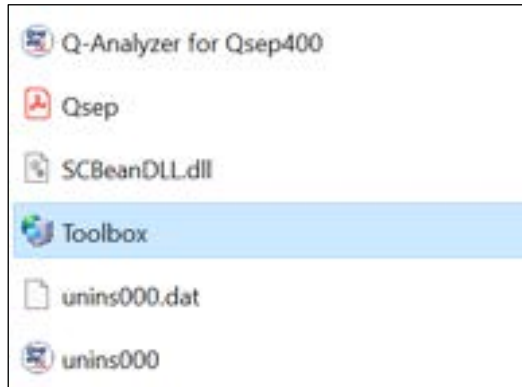 Q-Analyzer for Qsep400
Qsep
SCBeanDLL.dll
Toolbox
unins000.dat
unins000